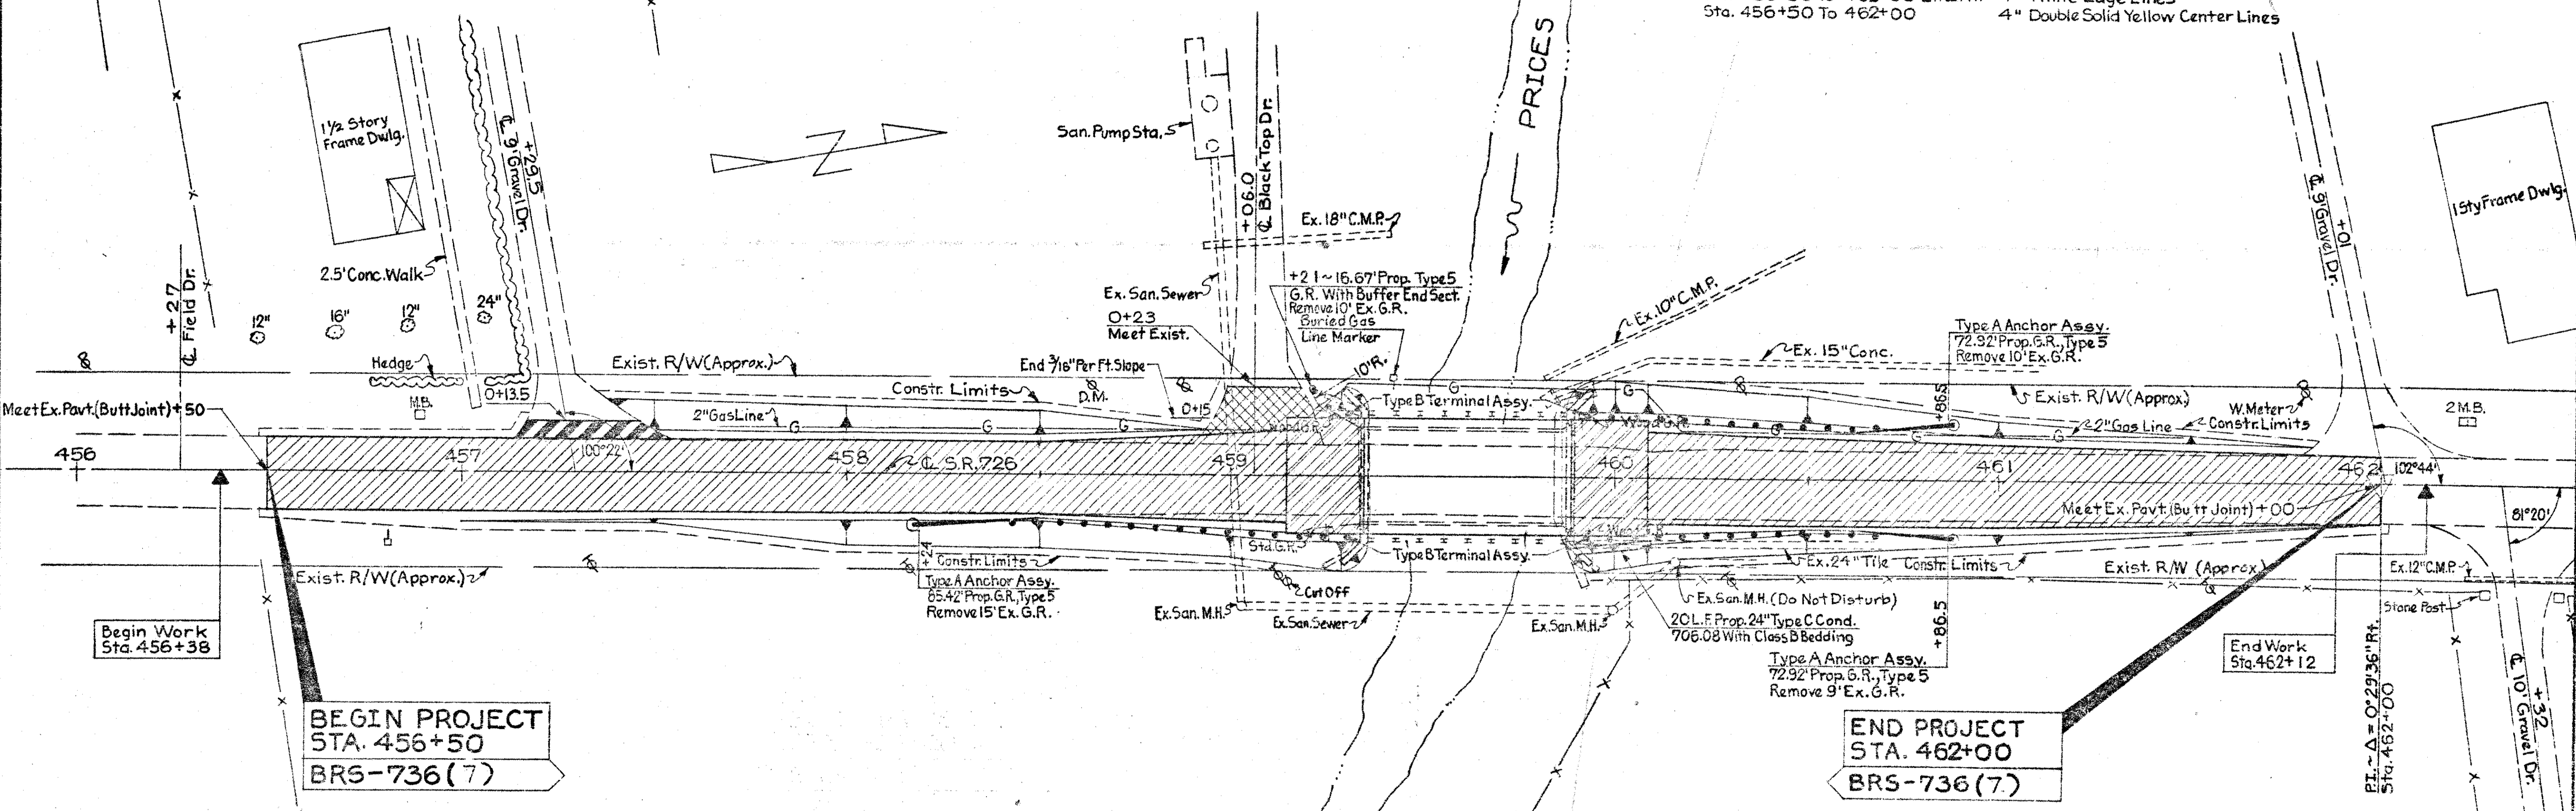 Sta. 456+50 To 462+00
4" Double Solid Yellow Center Lines
1½ Story
Frame Dwlg.
℄ 9' Gravel Dr.
+29.5
San. Pump Sta.
+06.0
℄ Black Top Dr.
PRICES
℄ 9' Gravel Dr.
+01
1 Sty Frame Dwlg.
2.5' Conc. Walk
+27
℄ Field Dr.
12"
16"
12"
24"
Ex. 18" C.M.P.
Ex. San. Sewer
0+23
Meet Exist.
+21~16.67' Prop. Type 5
G.R. With Buffer End Sect.
Remove 10' Ex. G.R.
Buried Gas
Line Marker
Ex. 10" C.M.P.
Type A Anchor Assy.
72.92' Prop. G.R., Type 5
Remove 10' Ex. G.R.
Hedge
Exist. R/W (Approx.)
End 3/16" Per Ft. Slope
10' R.
Ex. 15" Conc.
M.B.
0+13.5
Constr. Limits
D.M.
0+15
G
Type B Terminal Assy.
G
+86.5
Exist. R/W (Approx.)
W. Meter
2 M.B.
Meet Ex. Pavt. (Butt Joint) +50
2" Gas Line
G
G
G
G
G
G
2" Gas Line
Constr. Limits
456
457
100°22'
458
℄ S.R. 726
459
460
461
462
102°44'
Meet Ex. Pavt. (Butt Joint) +00
81°20'
Std. G.R.
Type B Terminal Assy.
Exist. R/W (Approx.)
+24
Constr. Limits
Type A Anchor Assy.
85.42' Prop. G.R., Type 5
Remove 15' Ex. G.R.
Cut Off
Ex. 24" Tile
Constr. Limits
Exist. R/W (Approx.)
Ex. 12" C.M.P.
Stone Post
Ex. San. M.H.
Ex. San. Sewer
Ex. San. M.H.
Ex. San. M.H. (Do Not Disturb)
20 L.F. Prop. 24" Type C Cond.
706.08 With Class B Bedding
+86.5
Type A Anchor Assy.
72.92' Prop. G.R., Type 5
Remove 9' Ex. G.R.
Begin Work
Sta. 456+38
End Work
Sta. 462+12
BEGIN PROJECT
STA. 456+50
BRS-736(7)
END PROJECT
STA. 462+00
BRS-736(7)
P.I. ~ Δ = 0°29'36" Rt.
Sta. 462+00
℄ 10' Gravel Dr.
+32